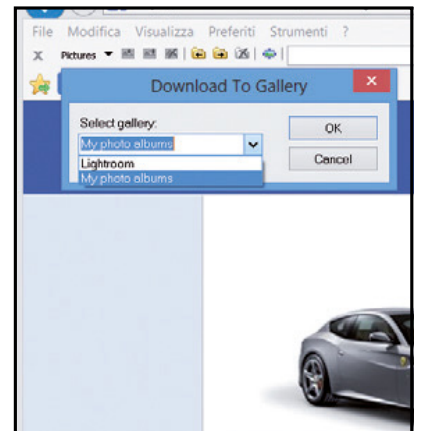 File Modifica Visualizza Preferiti Strumenti ?
X Pictures
Download To Gallery
Select gallery:
My photo albums
OK
Lightroom
Cancel
My photo albums